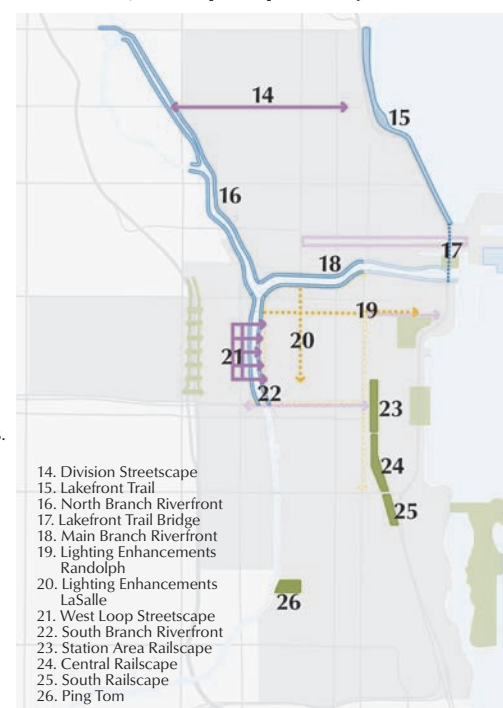 14
15
16
17
18
19
20
21
22
23
24
25
26
14. Division Streetscape
15. Lakefront Trail
16. North Branch Riverfront
17. Lakefront Trail Bridge
18. Main Branch Riverfront
19. Lighting Enhancements
Randolph
20. Lighting Enhancements
LaSalle
21. West Loop Streetscape
22. South Branch Riverfront
23. Station Area Railscape
24. Central Railscape
25. South Railscape
26. Ping Tom